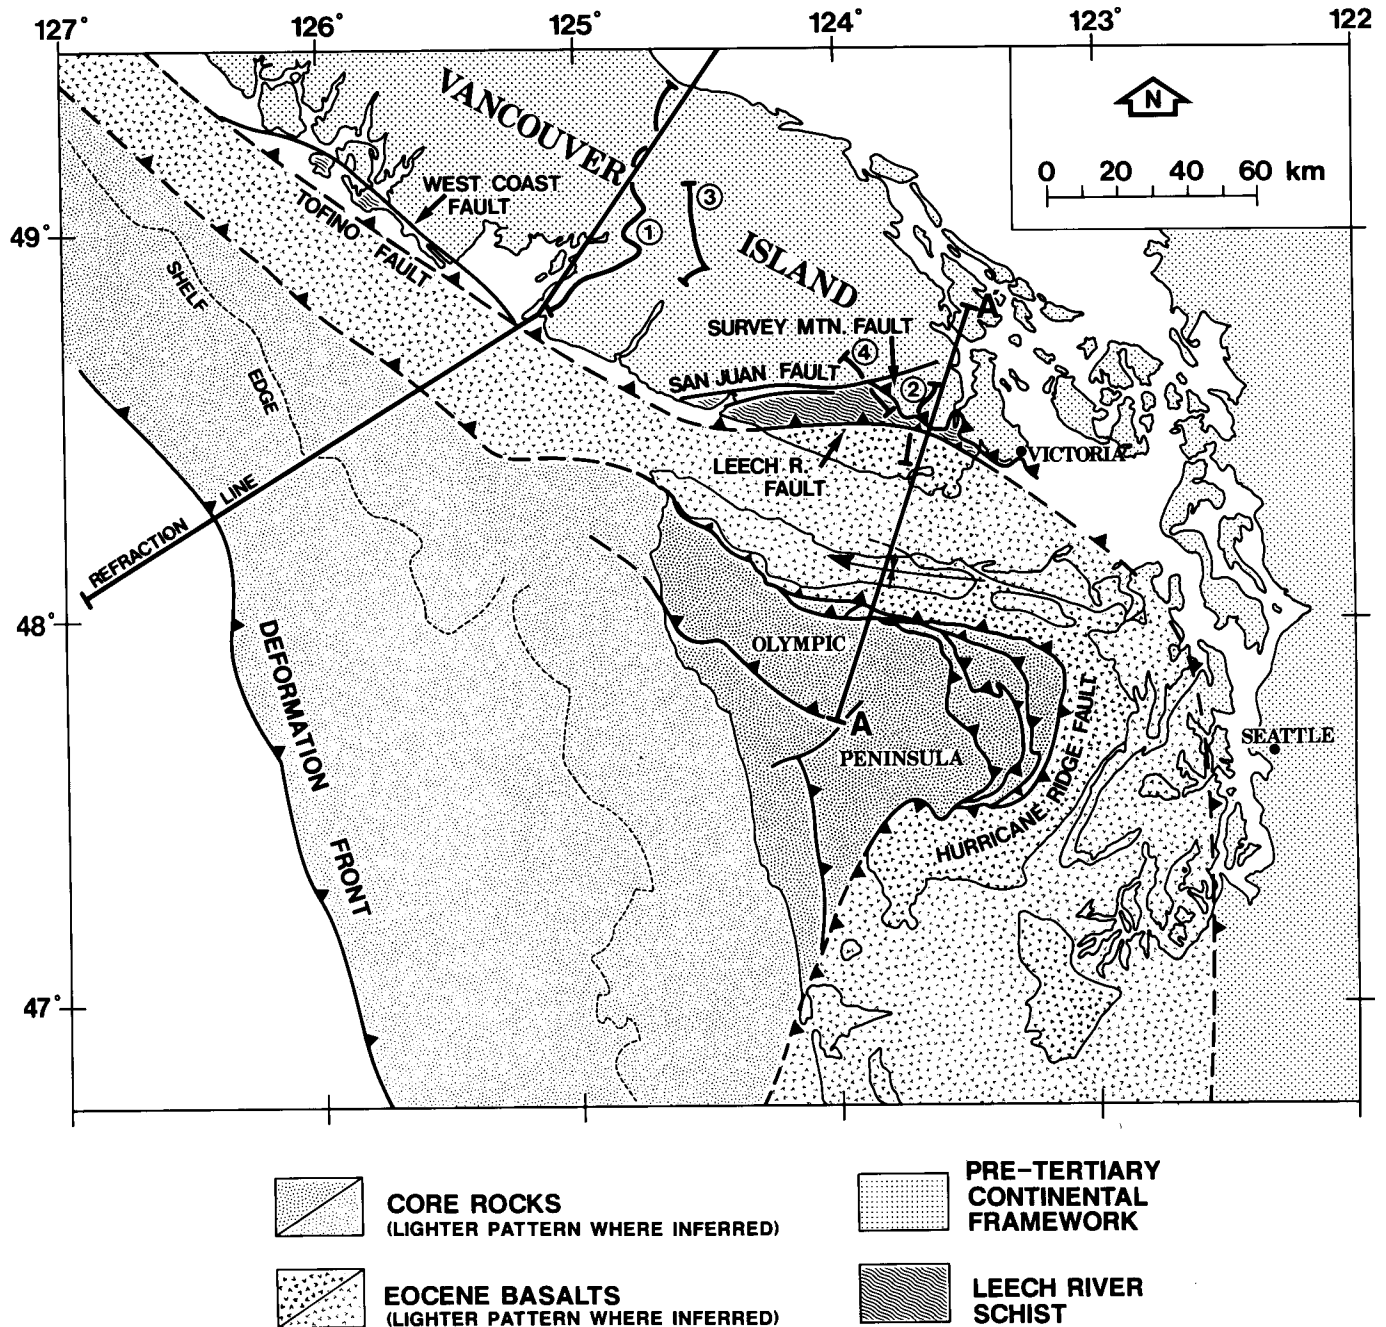 127° 126° 125° 124° 123° 122
N
0 20 40 60 km
VANCOUVER
WEST COAST
FAULT
TOFINO FAULT
③
①
49°
ISLAND
SHELF
EDGE
A
SURVEY MTN. FAULT
④
SAN JUAN FAULT
②
VICTORIA
LEECH R.
FAULT
REFRACTION LINE
48°
DEFORMATION FRONT
OLYMPIC
A
PENINSULA
HURRICANE RIDGE FAULT
SEATTLE
47°
CORE ROCKS
(LIGHTER PATTERN WHERE INFERRED)
PRE-TERTIARY
CONTINENTAL
FRAMEWORK
EOCENE BASALTS
(LIGHTER PATTERN WHERE INFERRED)
LEECH RIVER
SCHIST